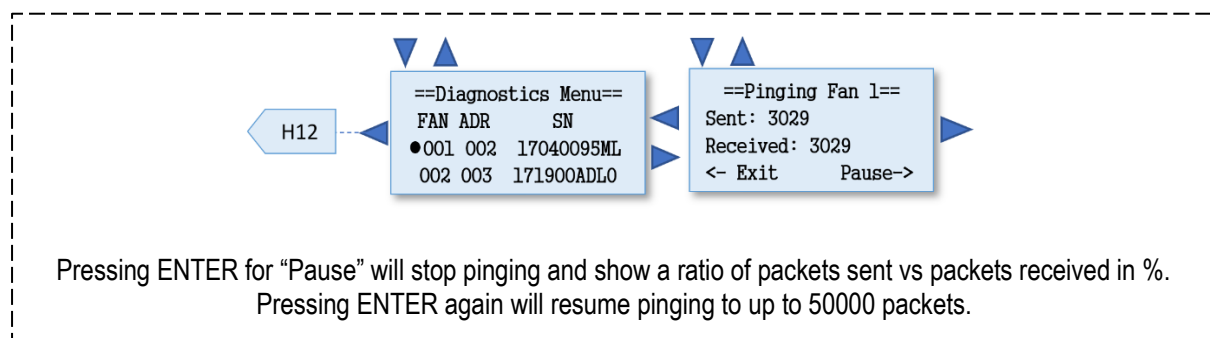 ==Diagnostics Menu==
FAN ADR SN
●001 002 17040095ML
002 003 171900ADL0
==Pinging Fan 1==
Sent: 3029
Received: 3029
<- Exit Pause->
H12
Pressing ENTER for “Pause” will stop pinging and show a ratio of packets sent vs packets received in %.
Pressing ENTER again will resume pinging to up to 50000 packets.